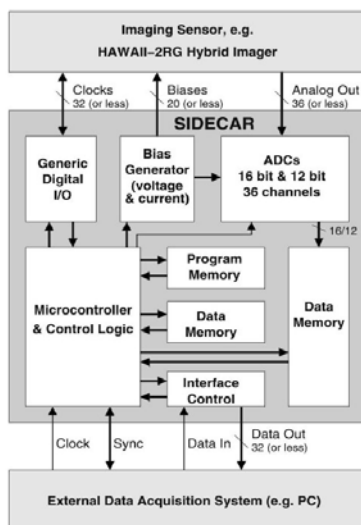 Imaging Sensor, e.g.
HAWAII-2RG Hybrid Imager
Clocks
32 (or less)
Biases
20 (or less)
Analog Out
36 (or less)
SIDECAR
Generic
Digital
I/O
Bias
Generator
(voltage
& current)
ADCs
16 bit & 12 bit
36 channels
16/12
Microcontroller
& Control Logic
Program
Memory
Data
Memory
Data
Memory
Interface
Control
Clock
Sync
Data In
Data Out
32 (or less)
External Data Acquisition System (e.g. PC)